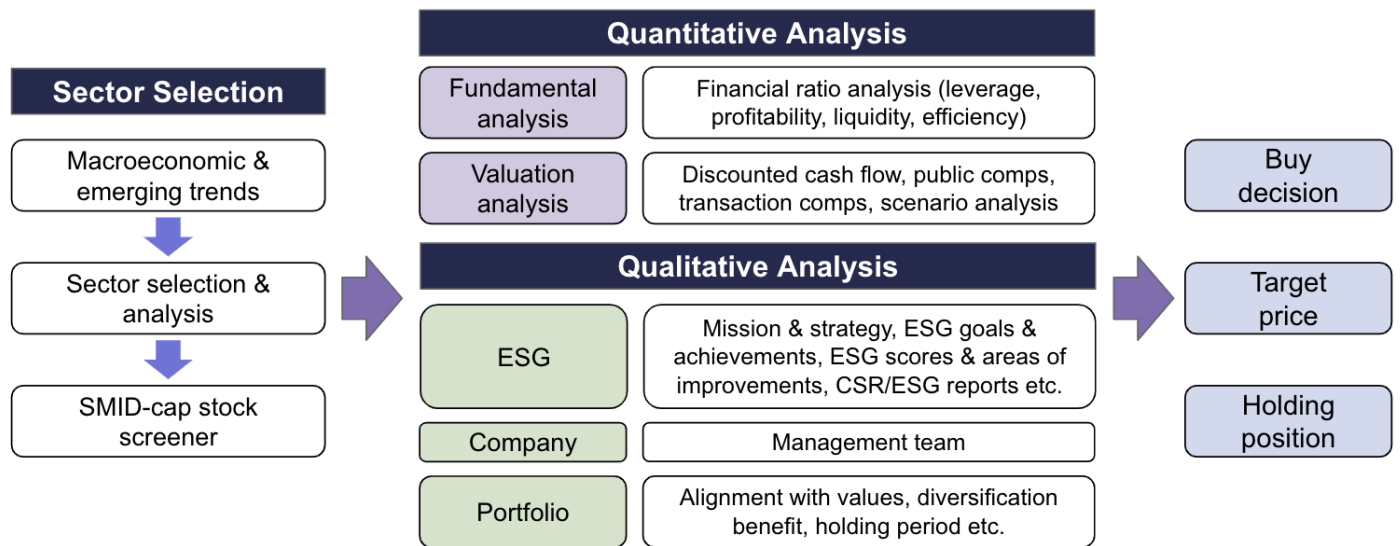 Sector Selection
Macroeconomic &
emerging trends
Sector selection &
analysis
SMID-cap stock
screener
Quantitative Analysis
Fundamental
analysis
Financial ratio analysis (leverage,
profitability, liquidity, efficiency)
Valuation
analysis
Discounted cash flow, public comps,
transaction comps, scenario analysis
Qualitative Analysis
ESG
Mission & strategy, ESG goals &
achievements, ESG scores & areas of
improvements, CSR/ESG reports etc.
Company
Management team
Portfolio
Alignment with values, diversification
benefit, holding period etc.
Buy
decision
Target
price
Holding
position